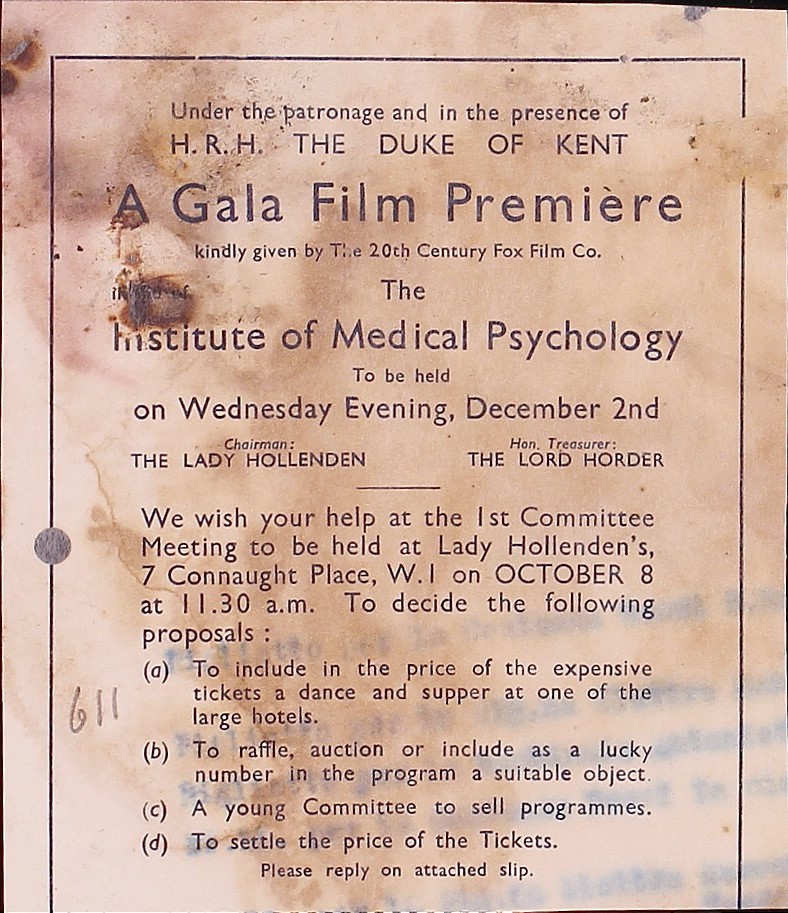 Under the patronage and in the presence of
H. R. H. THE DUKE OF KENT
A Gala Film Première
kindly given by The 20th Century Fox Film Co.
The
Institute of Medical Psychology
To be held
on Wednesday Evening, December 2nd
Chairman: Hon. Treasurer:
THE LADY HOLLENDEN THE LORD HORDER
We wish your help at the 1st Committee
Meeting to be held at Lady Hollenden's,
7 Connaught Place, W.1 on OCTOBER 8
at 11.30 a.m. To decide the following
proposals :
(a) To include in the price of the expensive
tickets a dance and supper at one of the
large hotels.
611
(b) To raffle, auction or include as a lucky
number in the program a suitable object.
(c) A young Committee to sell programmes.
(d) To settle the price of the Tickets.
Please reply on attached slip.